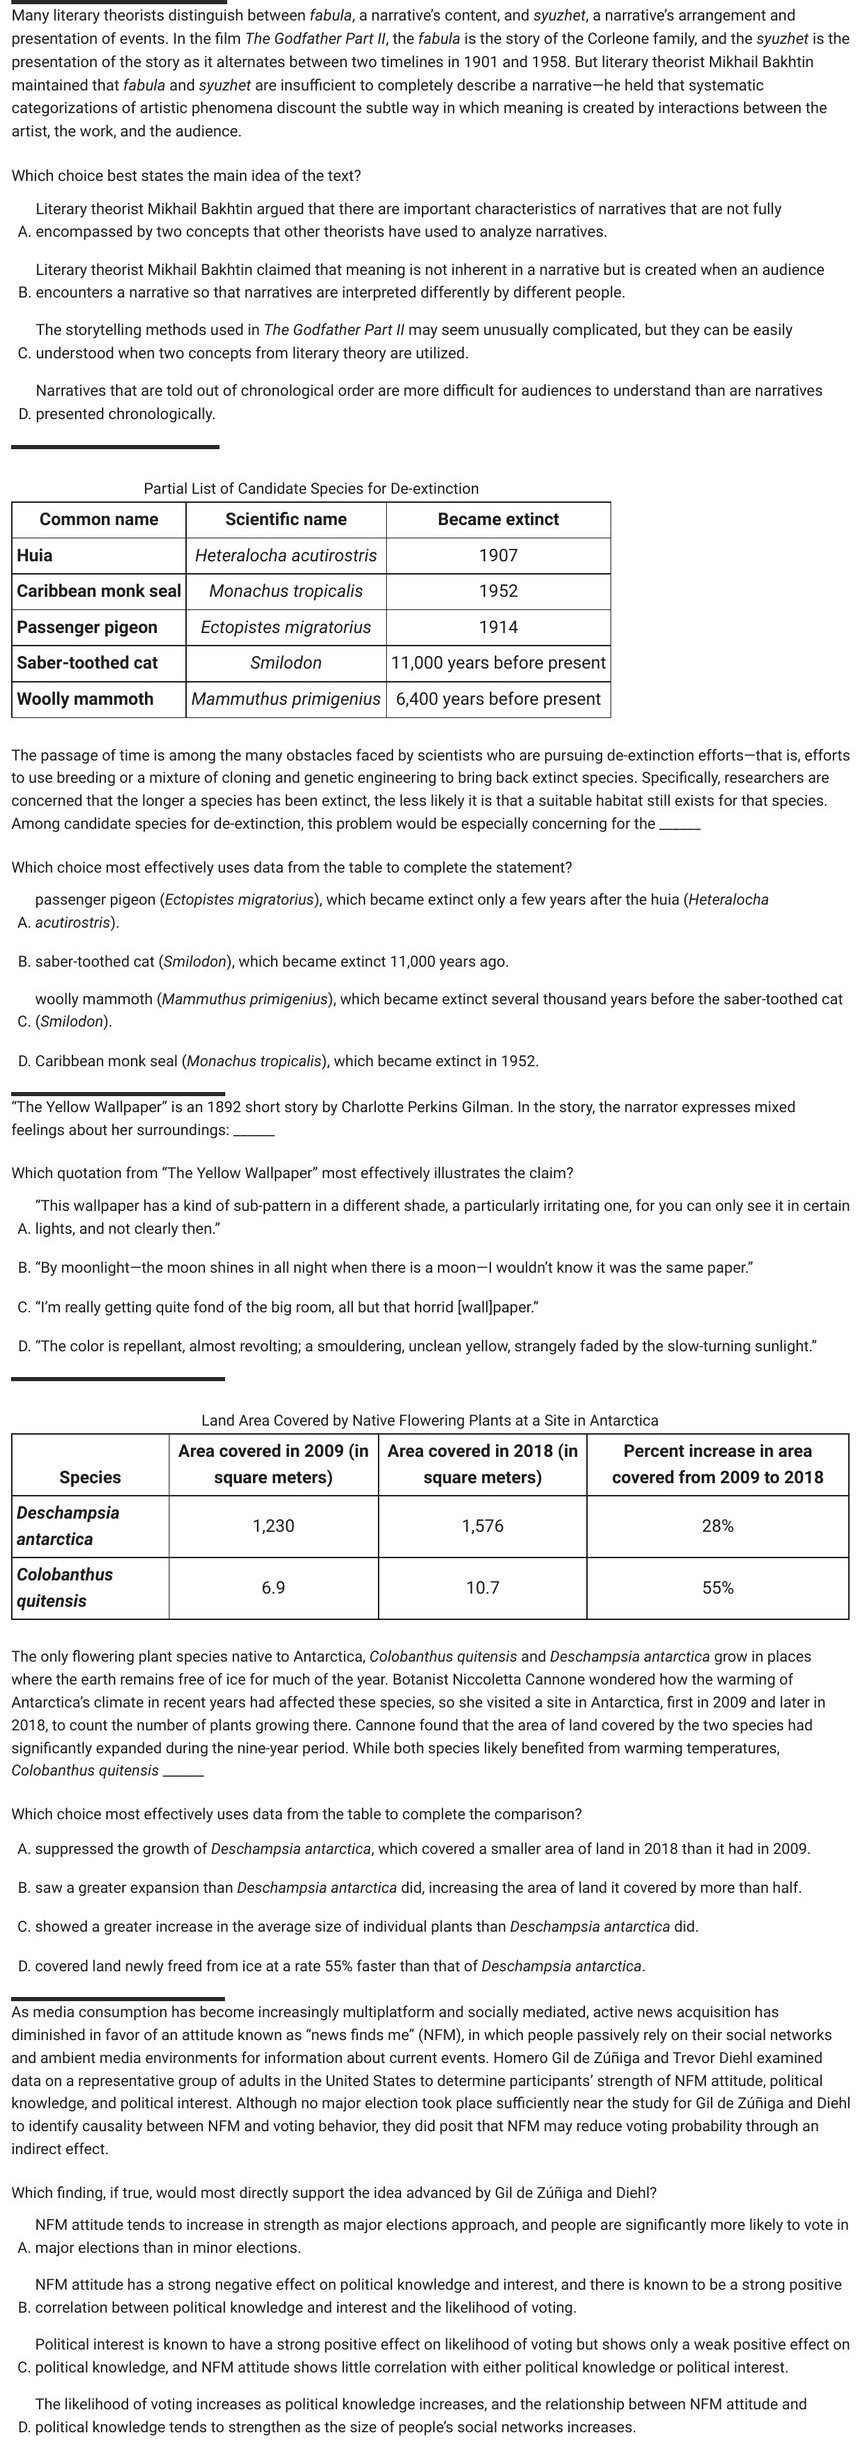 Many literary theorists distinguish between fabula, a narrative’s content, and syuzhet, a narrative’s arrangement and
presentation of events. In the film The Godfather Part II, the fabula is the story of the Corleone family, and the syuzhet is the
presentation of the story as it alternates between two timelines in 1901 and 1958. But literary theorist Mikhail Bakhtin
maintained that fabula and syuzhet are insufficient to completely describe a narrative—he held that systematic
categorizations of artistic phenomena discount the subtle way in which meaning is created by interactions between the
artist, the work, and the audience.
Which choice best states the main idea of the text?
Literary theorist Mikhail Bakhtin argued that there are important characteristics of narratives that are not fully
A. encompassed by two concepts that other theorists have used to analyze narratives.
Literary theorist Mikhail Bakhtin claimed that meaning is not inherent in a narrative but is created when an audience
B. encounters a narrative so that narratives are interpreted differently by different people.
The storytelling methods used in The Godfather Part II may seem unusually complicated, but they can be easily
C. understood when two concepts from literary theory are utilized.
Narratives that are told out of chronological order are more difficult for audiences to understand than are narratives
D. presented chronologically.
Partial List of Candidate Species for De-extinction
Common name Scientific name Became extinct
Huia Heteralocha acutirostris 1907
Caribbean monk seal Monachus tropicalis 1952
Passenger pigeon Ectopistes migratorius 1914
Saber-toothed cat Smilodon 11,000 years before present
Woolly mammoth Mammuthus primigenius 6,400 years before present
The passage of time is among the many obstacles faced by scientists who are pursuing de-extinction efforts—that is, efforts
to use breeding or a mixture of cloning and genetic engineering to bring back extinct species. Specifically, researchers are
concerned that the longer a species has been extinct, the less likely it is that a suitable habitat still exists for that species.
Among candidate species for de-extinction, this problem would be especially concerning for the ______
Which choice most effectively uses data from the table to complete the statement?
passenger pigeon (Ectopistes migratorius), which became extinct only a few years after the huia (Heteralocha
A. acutirostris).
B. saber-toothed cat (Smilodon), which became extinct 11,000 years ago.
woolly mammoth (Mammuthus primigenius), which became extinct several thousand years before the saber-toothed cat
C. (Smilodon).
D. Caribbean monk seal (Monachus tropicalis), which became extinct in 1952.
“The Yellow Wallpaper” is an 1892 short story by Charlotte Perkins Gilman. In the story, the narrator expresses mixed
feelings about her surroundings: ______
Which quotation from “The Yellow Wallpaper” most effectively illustrates the claim?
“This wallpaper has a kind of sub-pattern in a different shade, a particularly irritating one, for you can only see it in certain
A. lights, and not clearly then.”
B. “By moonlight—the moon shines in all night when there is a moon—I wouldn’t know it was the same paper.”
C. “I’m really getting quite fond of the big room, all but that horrid [wall]paper.”
D. “The color is repellant, almost revolting; a smouldering, unclean yellow, strangely faded by the slow-turning sunlight.”
Land Area Covered by Native Flowering Plants at a Site in Antarctica
Area covered in 2009 (in Area covered in 2018 (in Percent increase in area
Species square meters) square meters) covered from 2009 to 2018
Deschampsia
antarctica 1,230 1,576 28%
Colobanthus
quitensis 6.9 10.7 55%
The only flowering plant species native to Antarctica, Colobanthus quitensis and Deschampsia antarctica grow in places
where the earth remains free of ice for much of the year. Botanist Niccoletta Cannone wondered how the warming of
Antarctica’s climate in recent years had affected these species, so she visited a site in Antarctica, first in 2009 and later in
2018, to count the number of plants growing there. Cannone found that the area of land covered by the two species had
significantly expanded during the nine-year period. While both species likely benefited from warming temperatures,
Colobanthus quitensis ______
Which choice most effectively uses data from the table to complete the comparison?
A. suppressed the growth of Deschampsia antarctica, which covered a smaller area of land in 2018 than it had in 2009.
B. saw a greater expansion than Deschampsia antarctica did, increasing the area of land it covered by more than half.
C. showed a greater increase in the average size of individual plants than Deschampsia antarctica did.
D. covered land newly freed from ice at a rate 55% faster than that of Deschampsia antarctica.
As media consumption has become increasingly multiplatform and socially mediated, active news acquisition has
diminished in favor of an attitude known as “news finds me” (NFM), in which people passively rely on their social networks
and ambient media environments for information about current events. Homero Gil de Zúñiga and Trevor Diehl examined
data on a representative group of adults in the United States to determine participants’ strength of NFM attitude, political
knowledge, and political interest. Although no major election took place sufficiently near the study for Gil de Zúñiga and Diehl
to identify causality between NFM and voting behavior, they did posit that NFM may reduce voting probability through an
indirect effect.
Which finding, if true, would most directly support the idea advanced by Gil de Zúñiga and Diehl?
NFM attitude tends to increase in strength as major elections approach, and people are significantly more likely to vote in
A. major elections than in minor elections.
NFM attitude has a strong negative effect on political knowledge and interest, and there is known to be a strong positive
B. correlation between political knowledge and interest and the likelihood of voting.
Political interest is known to have a strong positive effect on likelihood of voting but shows only a weak positive effect on
C. political knowledge, and NFM attitude shows little correlation with either political knowledge or political interest.
The likelihood of voting increases as political knowledge increases, and the relationship between NFM attitude and
D. political knowledge tends to strengthen as the size of people’s social networks increases.